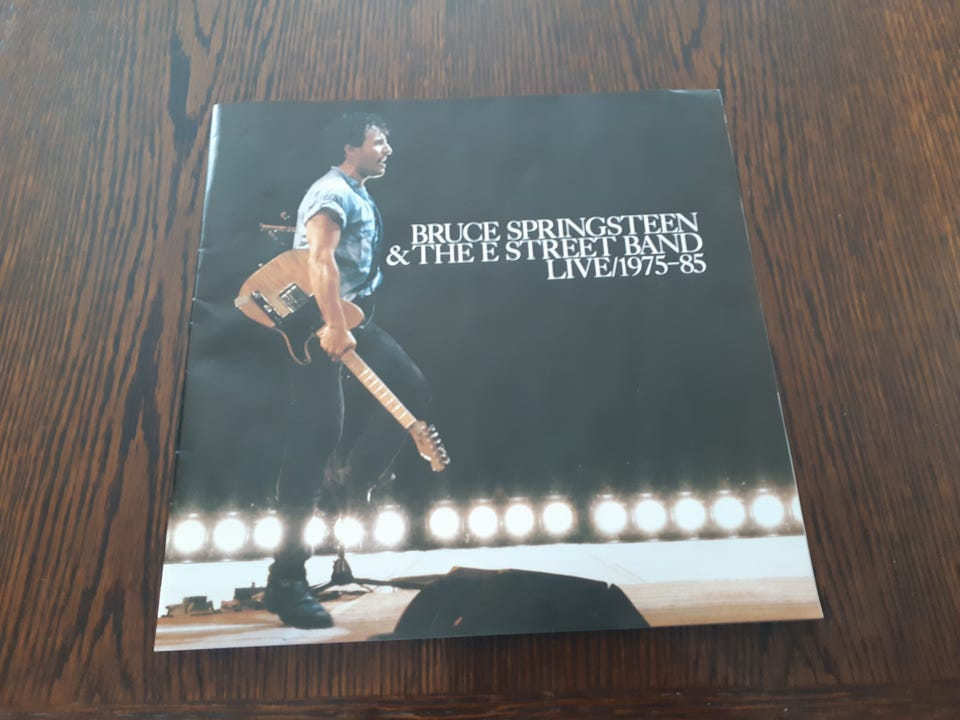 BRUCE SPRINGSTEEN
& THE E STREET BAND
LIVE/1975-85